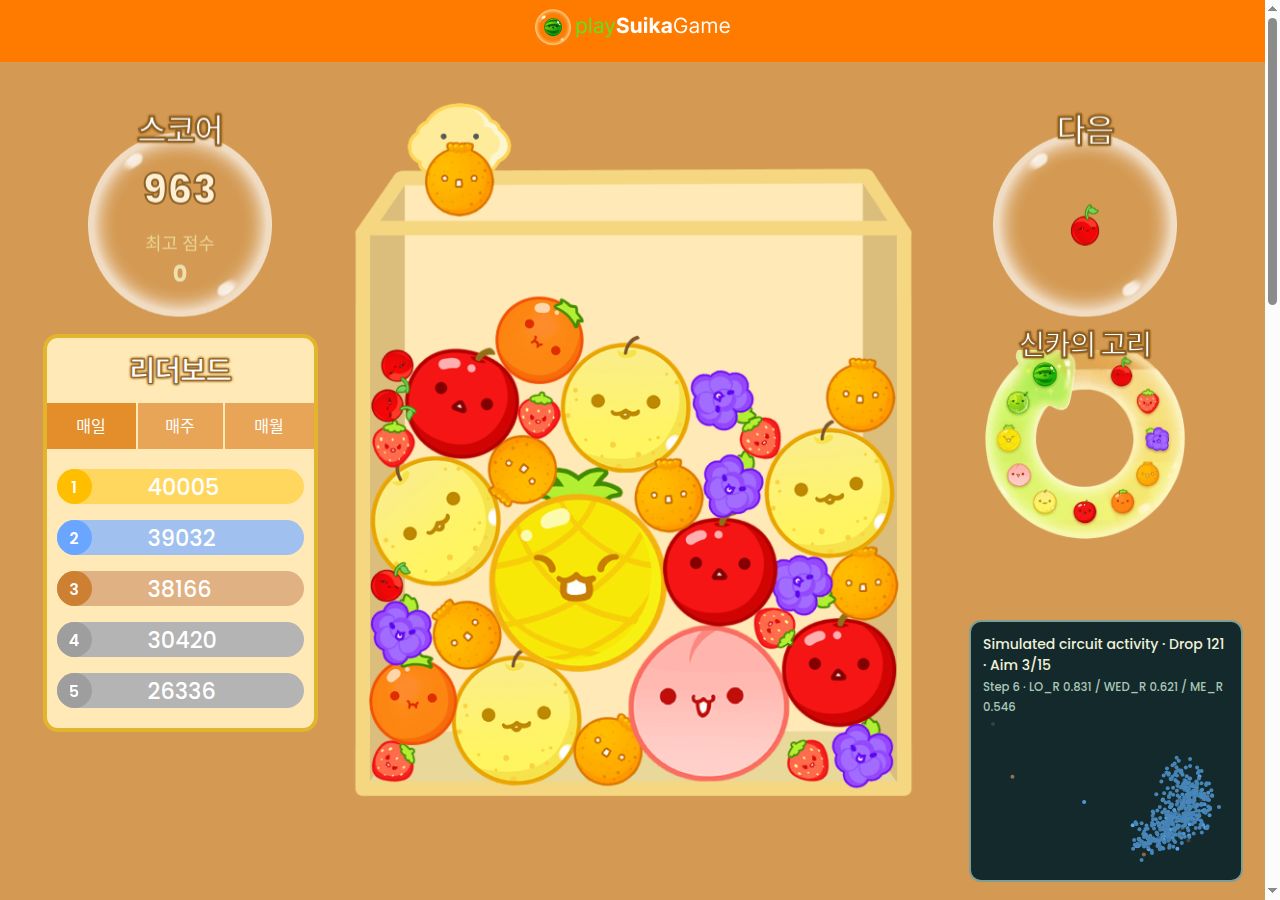 playSuikaGame
스코어
963
최고 점수
0
다음
신카의 고리
리더보드
매일 매주 매월
1 40005
2 39032
3 38166
4 30420
5 26336
Simulated circuit activity · Drop 121
· Aim 3/15
Step 6 · LO_R 0.831 / WED_R 0.621 / ME_R
0.546